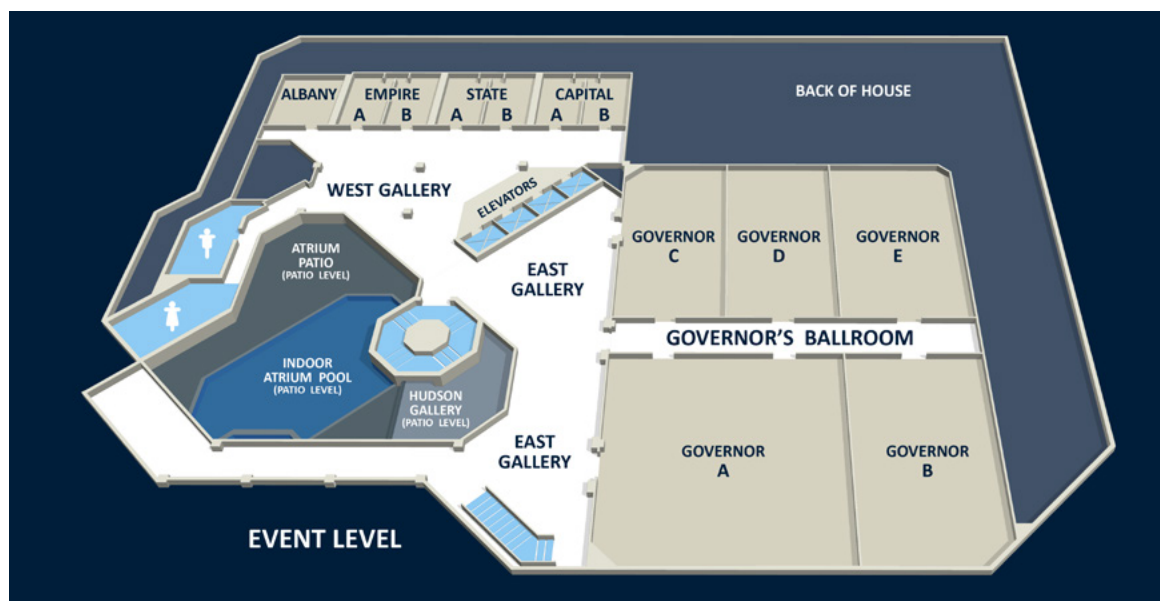 ALBANY
EMPIRE
A B
STATE
A B
CAPITAL
A B
BACK OF HOUSE
WEST GALLERY
ELEVATORS
ATRIUM
PATIO
(PATIO LEVEL)
EAST
GALLERY
GOVERNOR
C
GOVERNOR
D
GOVERNOR
E
GOVERNOR'S BALLROOM
INDOOR
ATRIUM POOL
(PATIO LEVEL)
HUDSON
GALLERY
(PATIO LEVEL)
EAST
GALLERY
GOVERNOR
A
GOVERNOR
B
EVENT LEVEL